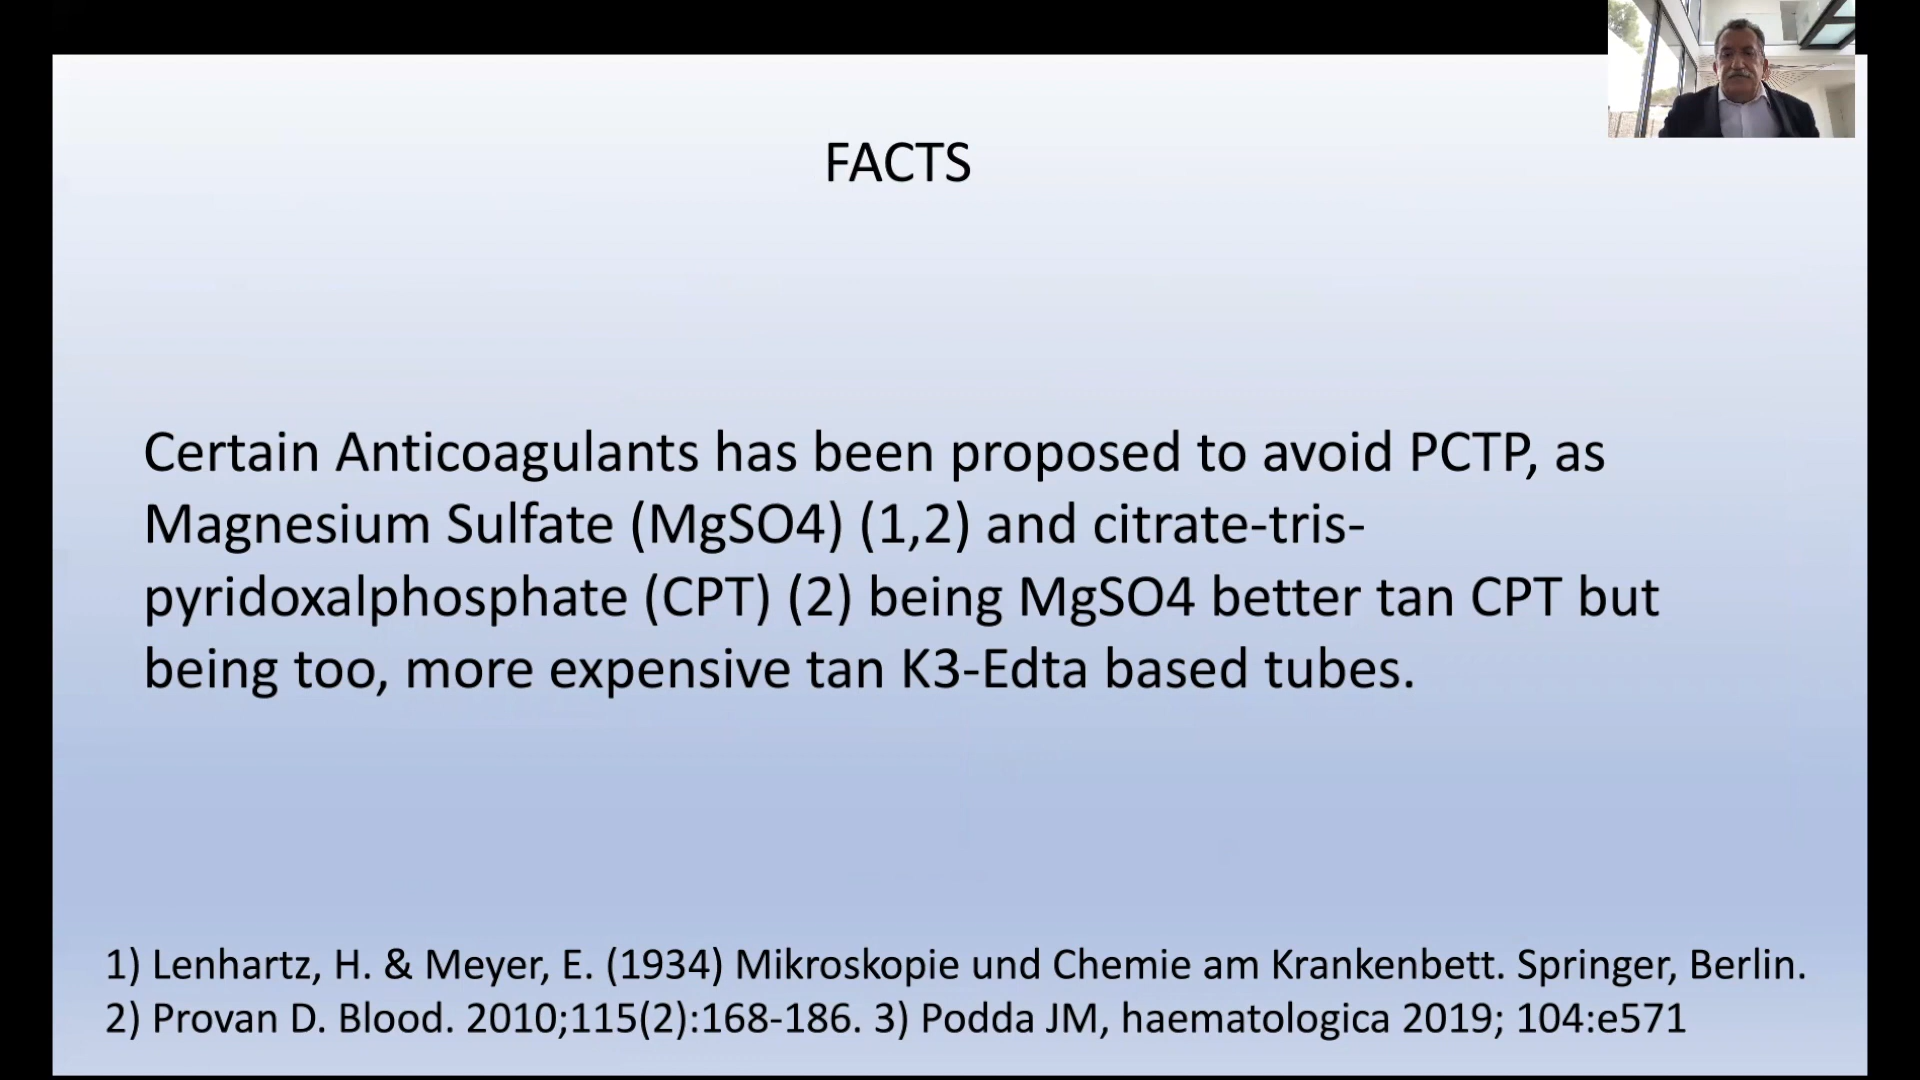 FACTS
Certain Anticoagulants has been proposed to avoid PCTP, as
Magnesium Sulfate (MgSO4) (1,2) and citrate-tris-
pyridoxalphosphate (CPT) (2) being MgSO4 better tan CPT but
being too, more expensive tan K3-Edta based tubes.
1) Lenhartz, H. & Meyer, E. (1934) Mikroskopie und Chemie am Krankenbett. Springer, Berlin.
2) Provan D. Blood. 2010;115(2):168-186. 3) Podda JM, haematologica 2019; 104:e571